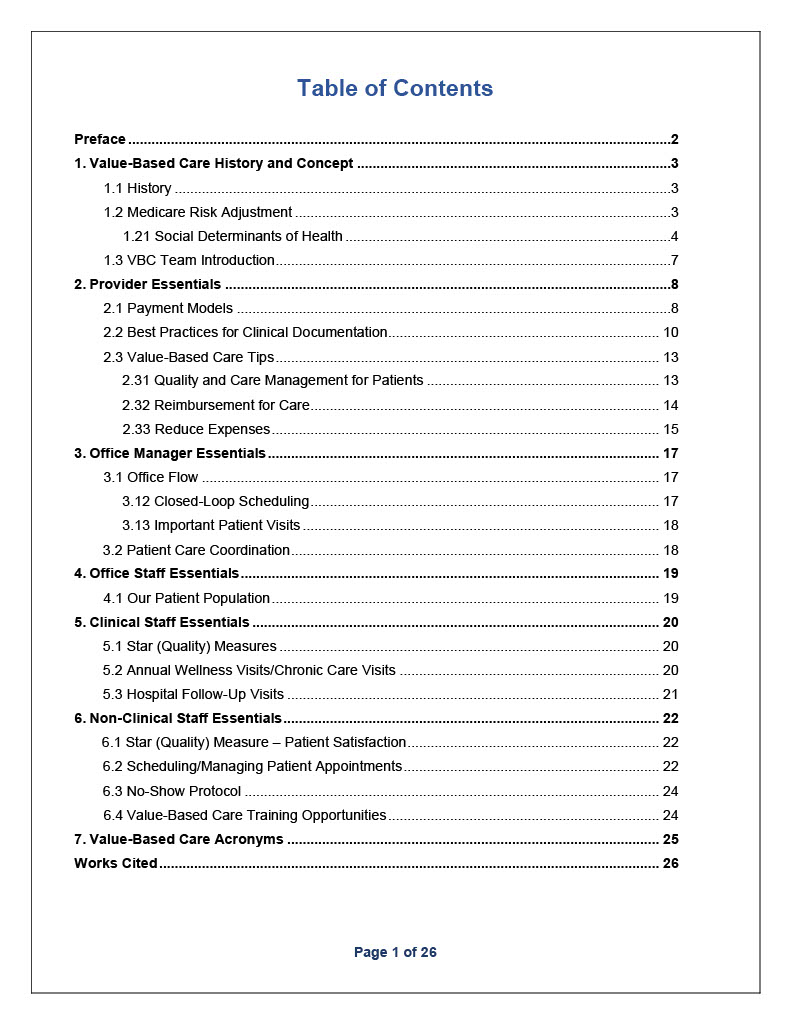 Table of Contents
Preface ........................................................................................................................................2
1. Value-Based Care History and Concept ................................................................................3
1.1 History ................................................................................................................................3
1.2 Medicare Risk Adjustment ................................................................................................3
1.21 Social Determinants of Health ....................................................................................4
1.3 VBC Team Introduction......................................................................................................7
2. Provider Essentials ..................................................................................................................8
2.1 Payment Models ................................................................................................................8
2.2 Best Practices for Clinical Documentation..................................................................... 10
2.3 Value-Based Care Tips.................................................................................................. 13
2.31 Quality and Care Management for Patients ............................................................ 13
2.32 Reimbursement for Care.......................................................................................... 14
2.33 Reduce Expenses.................................................................................................... 15
3. Office Manager Essentials.................................................................................................... 17
3.1 Office Flow ..................................................................................................................... 17
3.12 Closed-Loop Scheduling.......................................................................................... 17
3.13 Important Patient Visits ............................................................................................ 18
3.2 Patient Care Coordination.............................................................................................. 18
4. Office Staff Essentials........................................................................................................... 19
4.1 Our Patient Population................................................................................................... 19
5. Clinical Staff Essentials ........................................................................................................ 20
5.1 Star (Quality) Measures ................................................................................................. 20
5.2 Annual Wellness Visits/Chronic Care Visits ................................................................... 20
5.3 Hospital Follow-Up Visits ............................................................................................... 21
6. Non-Clinical Staff Essentials................................................................................................. 22
6.1 Star (Quality) Measure – Patient Satisfaction................................................................. 22
6.2 Scheduling/Managing Patient Appointments.................................................................. 22
6.3 No-Show Protocol .......................................................................................................... 24
6.4 Value-Based Care Training Opportunities...................................................................... 24
7. Value-Based Care Acronyms ............................................................................................... 25
Works Cited............................................................................................................................... 26
Page 1 of 26